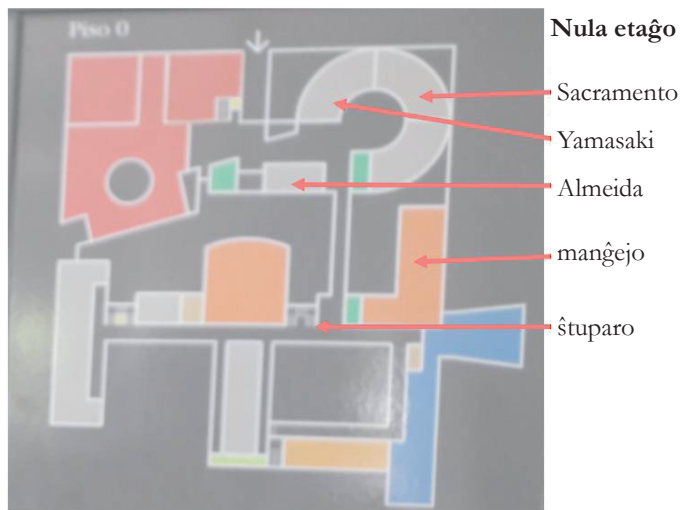 Piso 0
Nula etaĝo
Sacramento
Yamasaki
Almeida
manĝejo
ŝtuparo